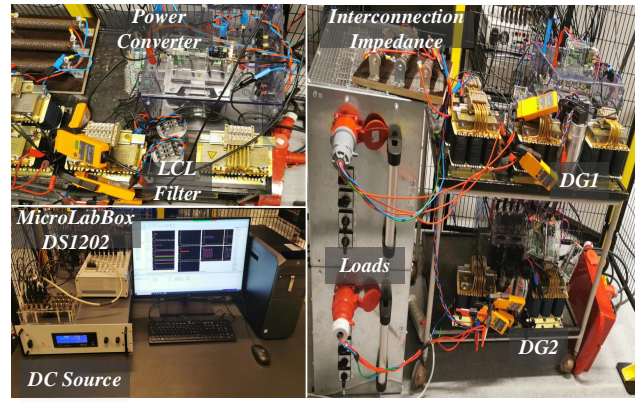 Power
Converter
LCL
Filter
MicroLabBox
DS1202
DC Source
Interconnection
Impedance
DG1
Loads
DG2